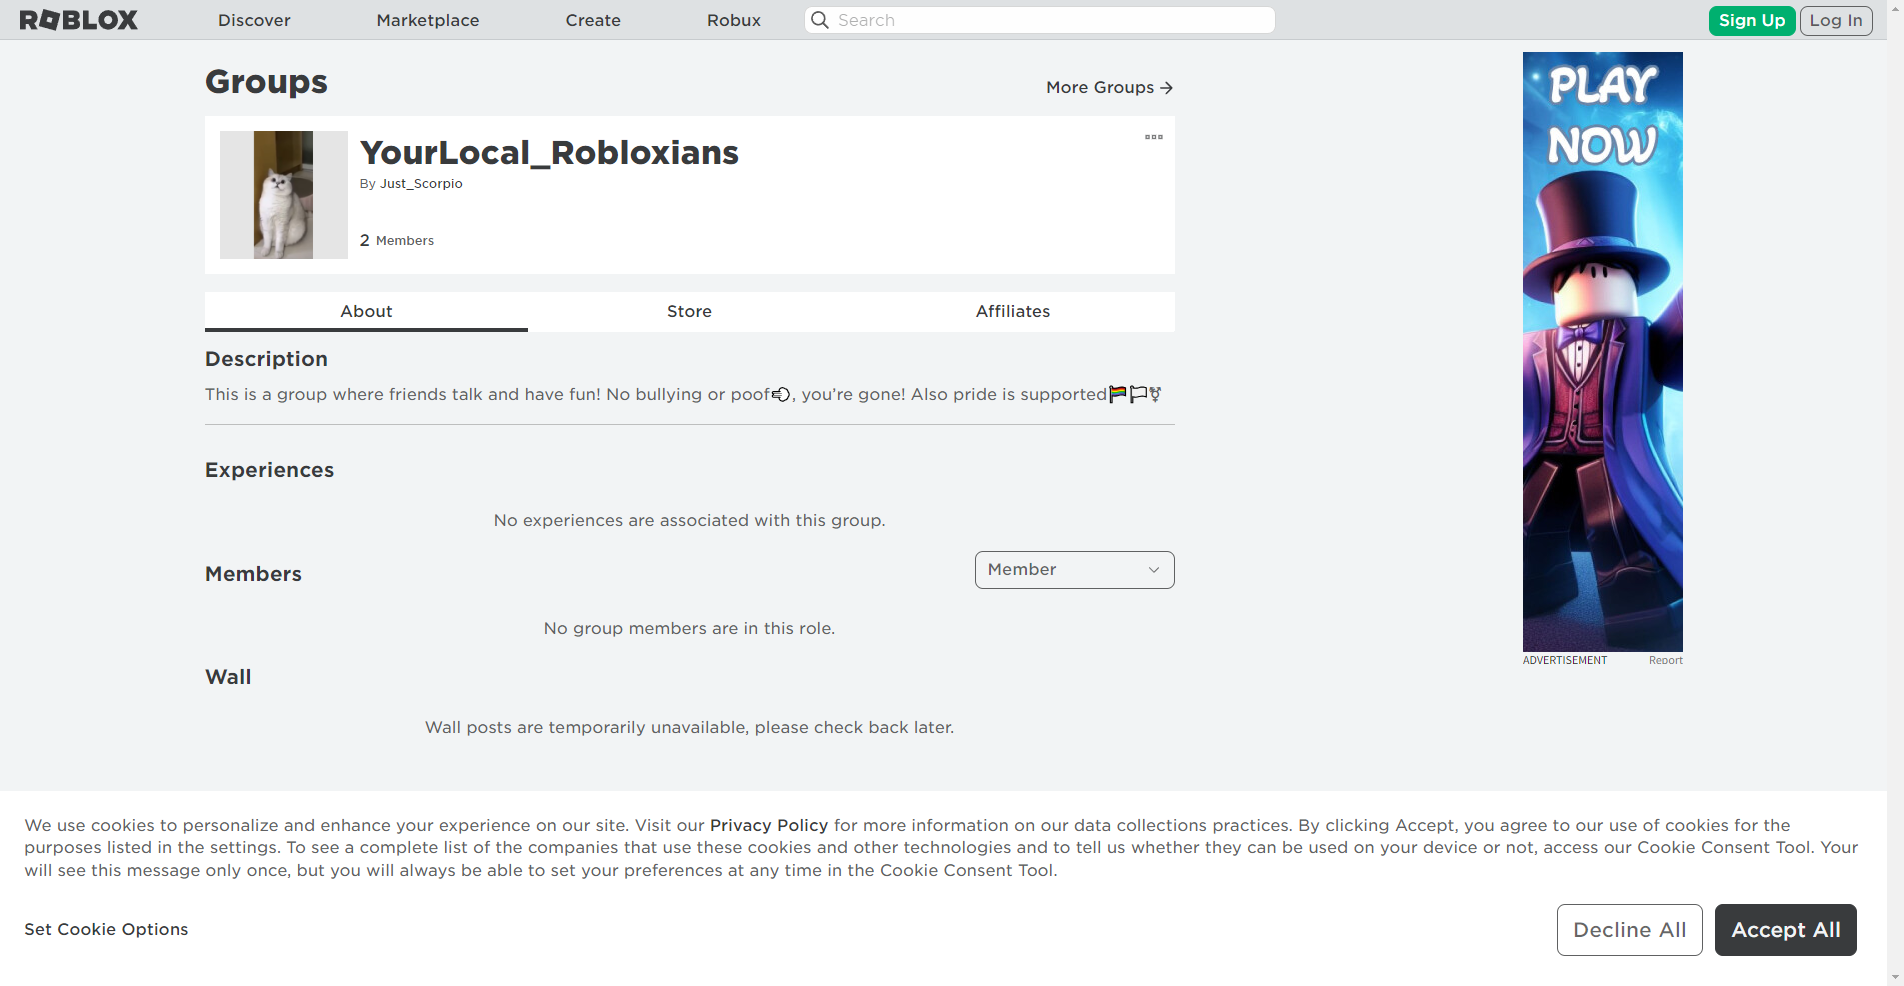 ROBLOX
Discover
Marketplace
Create
Robux
Search
Sign Up
Log In
Groups
More Groups
YourLocal_Robloxians
By Just_Scorpio
2 Members
About
Store
Affiliates
Description
This is a group where friends talk and have fun! No bullying or poof💨, you’re gone! Also pride is supported🏳️‍🌈🏳⚧
Experiences
No experiences are associated with this group.
Members
Member
No group members are in this role.
Wall
Wall posts are temporarily unavailable, please check back later.
PLAY
NOW
ADVERTISEMENT
Report
We use cookies to personalize and enhance your experience on our site. Visit our Privacy Policy for more information on our data collections practices. By clicking Accept, you agree to our use of cookies for the
purposes listed in the settings. To see a complete list of the companies that use these cookies and other technologies and to tell us whether they can be used on your device or not, access our Cookie Consent Tool. Your
will see this message only once, but you will always be able to set your preferences at any time in the Cookie Consent Tool.
Set Cookie Options
Decline All
Accept All